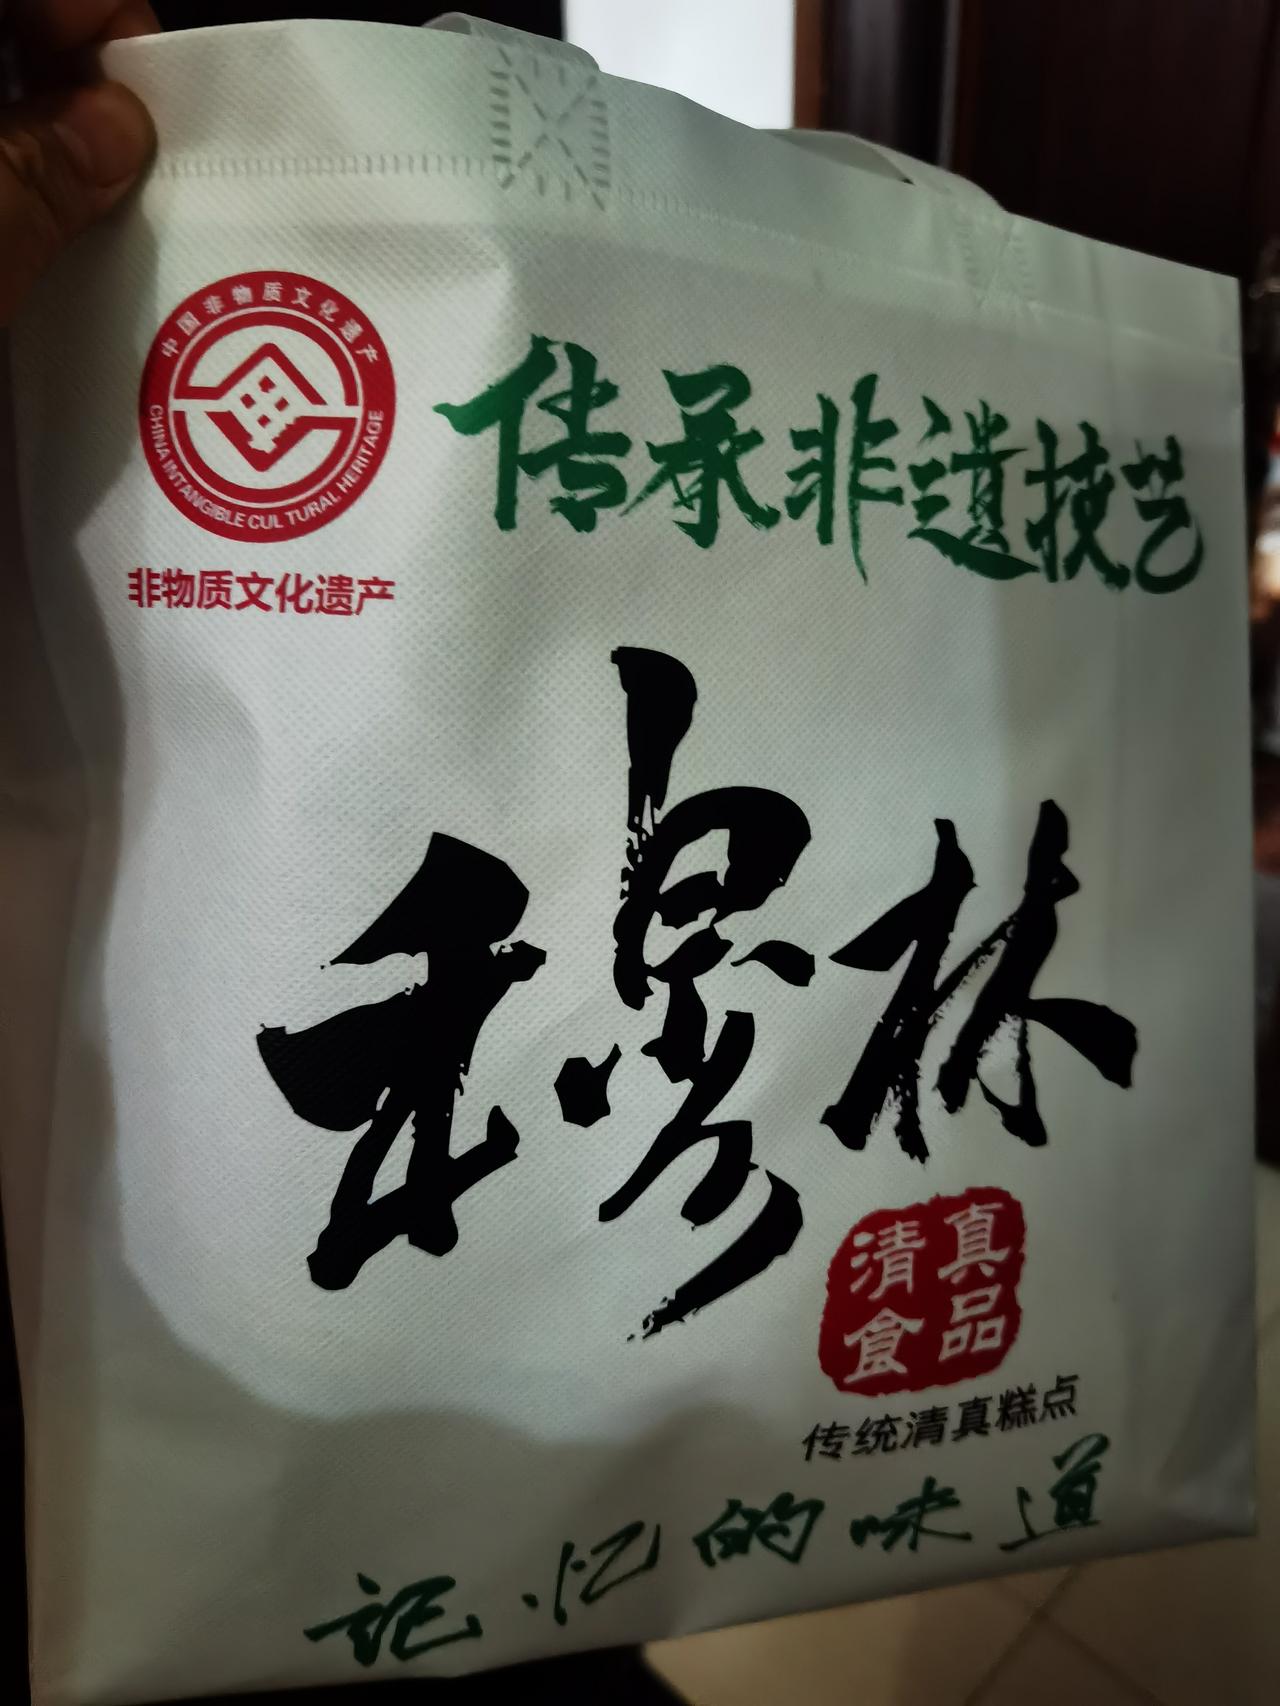 中国非物质文化遗产
CHINA INTANGIBLE CULTURAL HERITAGE
非物质文化遗产
传承非遗技艺
穆林
清真
食品
传统清真糕点
记忆的味道